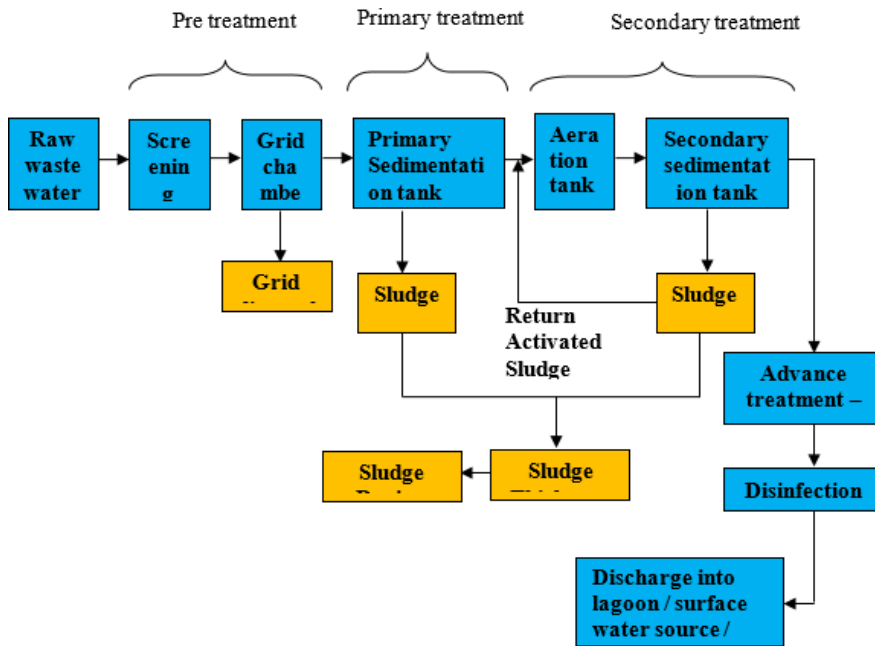 Pre treatment
Primary treatment
Secondary treatment
Raw
waste
water
Scre
enin
g
Grid
cha
mbe
Primary
Sedimentati
on tank
Aera
tion
tank
Secondary
sedimentat
ion tank
Grid
Sludge
Sludge
Return
Activated
Sludge
Advance
treatment –
Sludge
Sludge
Disinfection
Discharge into
lagoon / surface
water source /